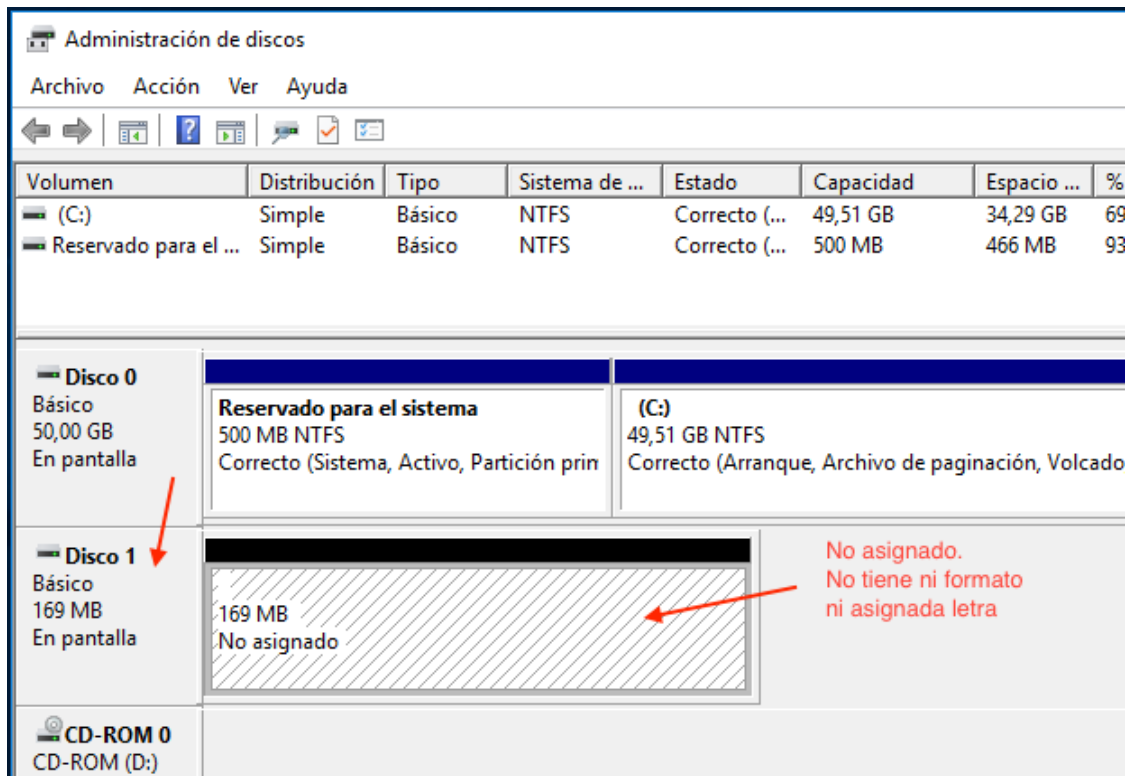 Administración de discos
Archivo Acción Ver Ayuda
Volumen Distribución Tipo Sistema de ... Estado Capacidad Espacio ... %
(C:) Simple Básico NTFS Correcto (... 49,51 GB 34,29 GB 69
Reservado para el ... Simple Básico NTFS Correcto (... 500 MB 466 MB 93
Disco 0
Básico
50,00 GB
En pantalla
Reservado para el sistema
500 MB NTFS
Correcto (Sistema, Activo, Partición prin
(C:)
49,51 GB NTFS
Correcto (Arranque, Archivo de paginación, Volcado
Disco 1
Básico
169 MB
En pantalla
169 MB
No asignado
No asignado.
No tiene ni formato
ni asignada letra
CD-ROM 0
CD-ROM (D:)